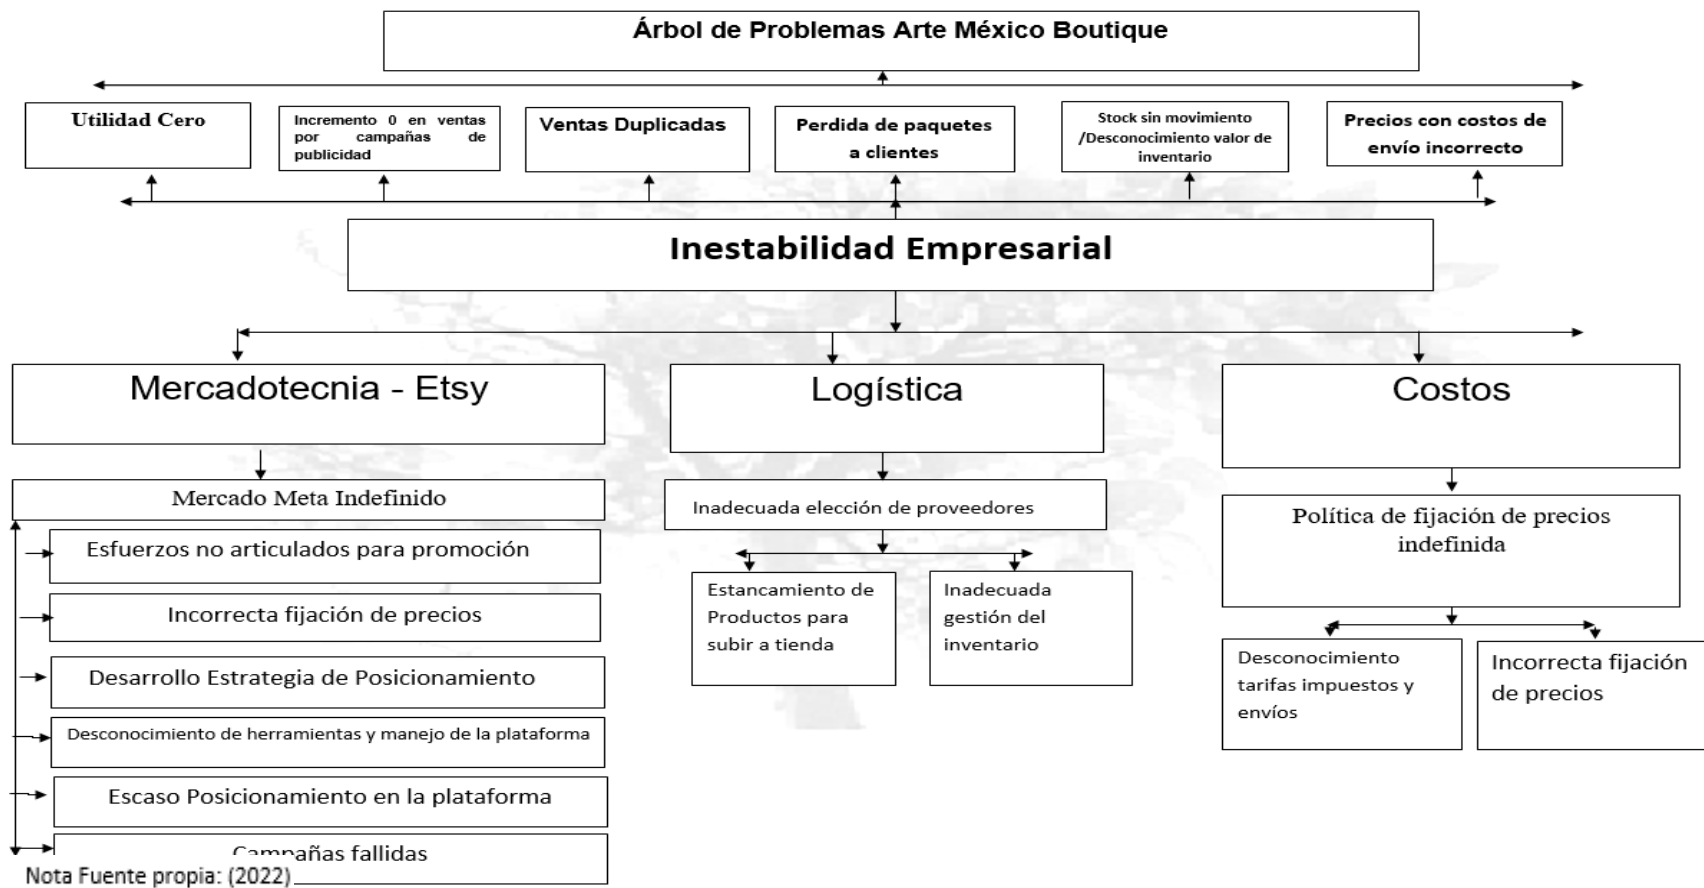 Árbol de Problemas Arte México Boutique
Utilidad Cero
Incremento 0 en ventas
por campañas de
publicidad
Ventas Duplicadas
Perdida de paquetes
a clientes
Stock sin movimiento
/Desconocimiento valor de
inventario
Precios con costos de
envío incorrecto
Inestabilidad Empresarial
Mercadotecnia - Etsy
Mercado Meta Indefinido
Esfuerzos no articulados para promoción
Incorrecta fijación de precios
Desarrollo Estrategia de Posicionamiento
Desconocimiento de herramientas y manejo de la plataforma
Escaso Posicionamiento en la plataforma
Campañas fallidas
Logística
Inadecuada elección de proveedores
Estancamiento de
Productos para
subir a tienda
Inadecuada
gestión del
inventario
Costos
Política de fijación de precios
indefinida
Desconocimiento
tarifas impuestos y
envíos
Incorrecta fijación
de precios
Nota Fuente propia: (2022)